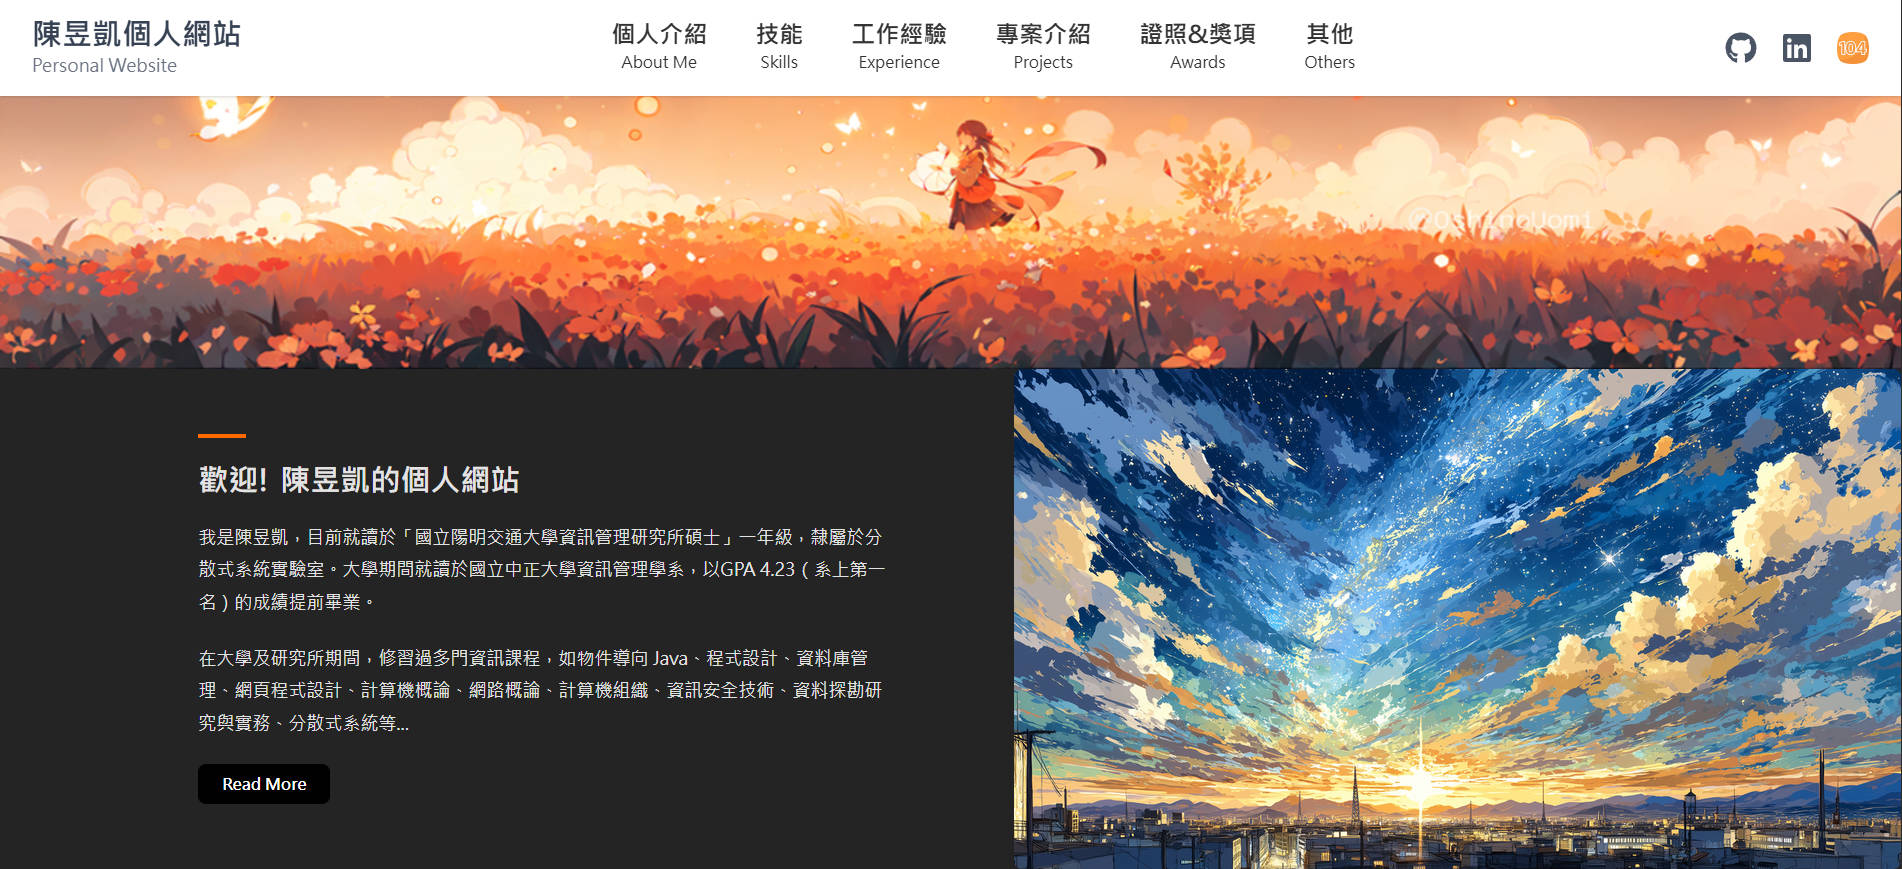 陳昱凱個人網站
Personal Website
個人介紹
About Me
技能
Skills
工作經驗
Experience
專案介紹
Projects
證照&獎項
Awards
其他
Others
104
@OshinoUomi
歡迎! 陳昱凱的個人網站
我是陳昱凱，目前就讀於「國立陽明交通大學資訊管理研究所碩士」一年級，隸屬於分
散式系統實驗室。大學期間就讀於國立中正大學資訊管理學系，以GPA 4.23（系上第一
名）的成績提前畢業。
在大學及研究所期間，修習過多門資訊課程，如物件導向 Java、程式設計、資料庫管
理、網頁程式設計、計算機概論、網路概論、計算機組織、資訊安全技術、資料探勘研
究與實務、分散式系統等...
Read More